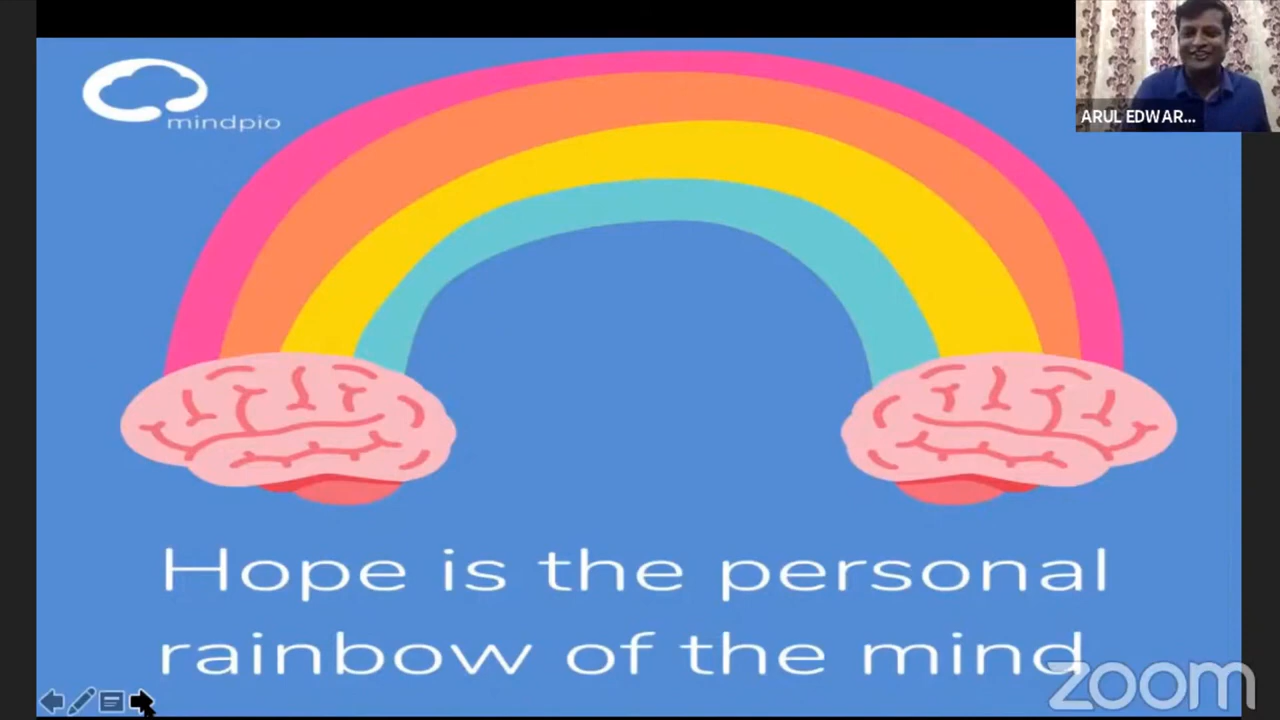 mindpio
ARUL EDWAR...
Hope is the personal
rainbow of the mind
zoom